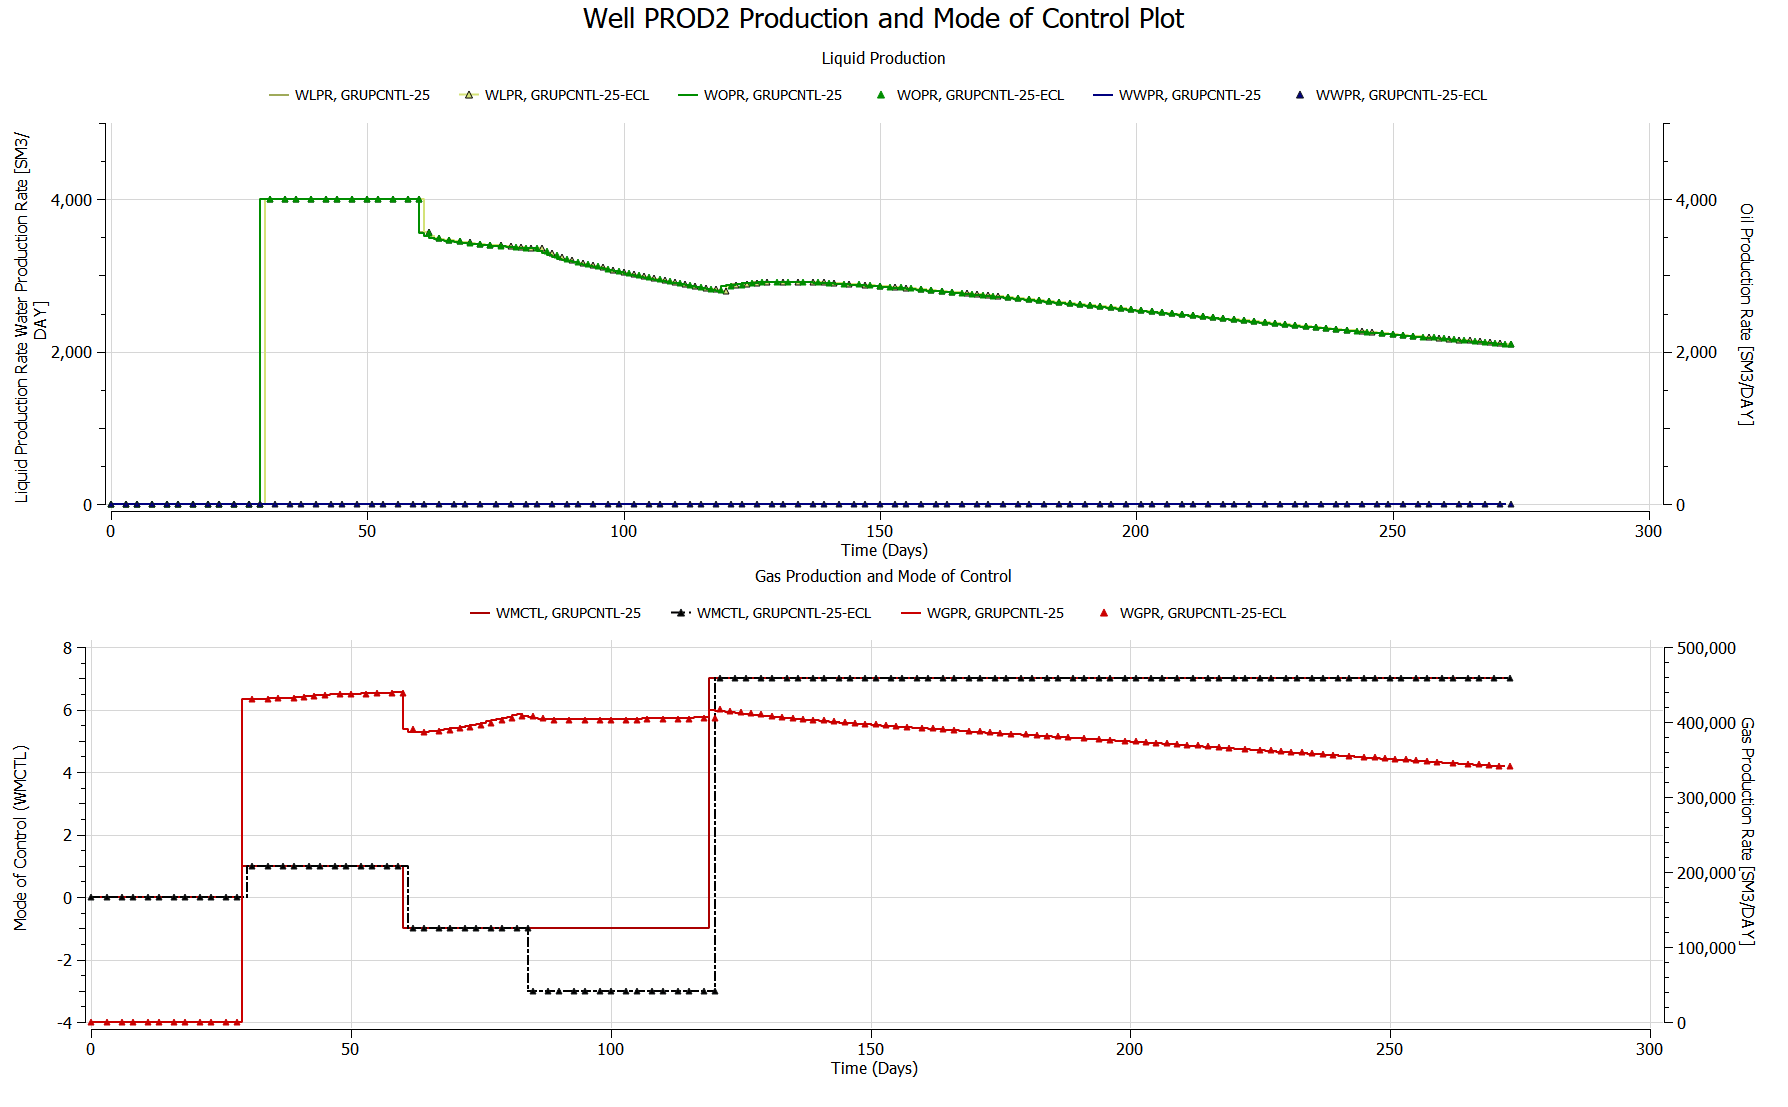 Well PROD2 Production and Mode of Control Plot
Liquid Production
WLPR, GRUPCNTL-25 WLPR, GRUPCNTL-25-ECL WOPR, GRUPCNTL-25 WOPR, GRUPCNTL-25-ECL WWPR, GRUPCNTL-25 WWPR, GRUPCNTL-25-ECL
Liquid Production Rate Water Production Rate [SM3/
DAY]
4,000
2,000
0
4,000
2,000
0
Oil Production Rate [SM3/DAY]
0 50 100 150 200 250 300
Time (Days)
Gas Production and Mode of Control
WMCTL, GRUPCNTL-25 WMCTL, GRUPCNTL-25-ECL WGPR, GRUPCNTL-25 WGPR, GRUPCNTL-25-ECL
Mode of Control (WMCTL)
8
6
4
2
0
-2
-4
500,000
400,000
300,000
200,000
100,000
0
Gas Production Rate [SM3/DAY]
0 50 100 150 200 250 300
Time (Days)